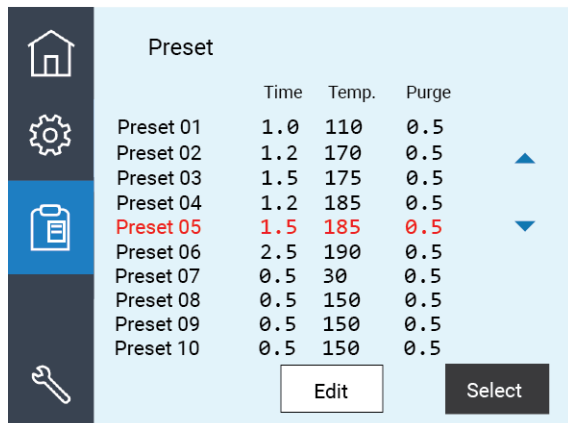 Preset
Time Temp. Purge
Preset 01 1.0 110 0.5
Preset 02 1.2 170 0.5
Preset 03 1.5 175 0.5
Preset 04 1.2 185 0.5
Preset 05 1.5 185 0.5
Preset 06 2.5 190 0.5
Preset 07 0.5 30 0.5
Preset 08 0.5 150 0.5
Preset 09 0.5 150 0.5
Preset 10 0.5 150 0.5
Edit Select